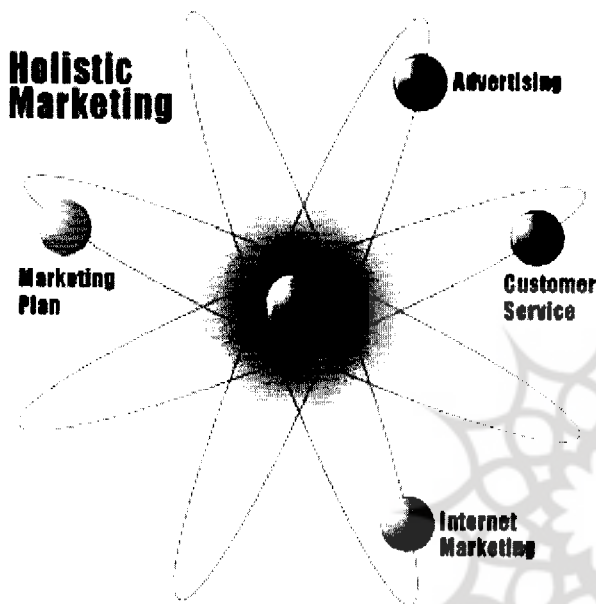 Holistic
Marketing
Advertising
Marketing
Plan
Customer
Service
Internet
Marketing